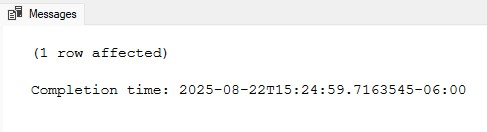 Messages
(1 row affected)
Completion time: 2025-08-22T15:24:59.7163545-06:00